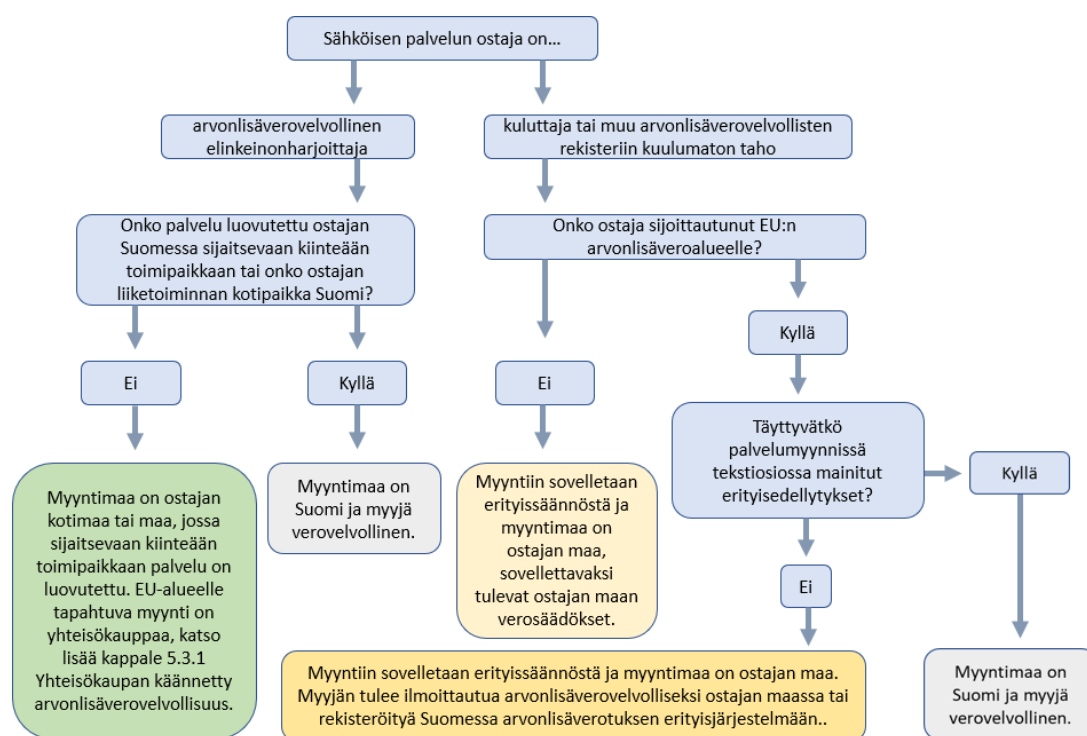 Sähköisen palvelun ostaja on…
arvonlisäverovelvollinen
elinkeinonharjoittaja
kuluttaja tai muu arvonlisäverovelvollisten
rekisteriin kuulumaton taho
Onko palvelu luovutettu ostajan
Suomessa sijaitsevaan kiinteään
toimipaikkaan tai onko ostajan
liiketoiminnan kotipaikka Suomi?
Onko ostaja sijoittautunut EU:n
arvonlisäveroalueelle?
Ei
Kyllä
Ei
Kyllä
Myyntimaa on ostajan
kotimaa tai maa, jossa
sijaitsevaan kiinteään
toimipaikkaan palvelu on
luovutettu. EU-alueelle
tapahtuva myynti on
yhteisökauppaa, katso
lisää kappale 5.3.1
Yhteisökaupan käännetty
arvonlisäverovelvollisuus.
Myyntimaa on
Suomi ja myyjä
verovelvollinen.
Myyntiin sovelletaan
erityissäännöstä ja
myyntimaa on
ostajan maa,
sovellettavaksi
tulevat ostajan maan
verosäädökset.
Täyttyvätkö
palvelumyynnissä
tekstiosiossa mainitut
erityisedellytykset?
Kyllä
Ei
Myyntiin sovelletaan erityissäännöstä ja myyntimaa on ostajan maa.
Myyjän tulee ilmoittautua arvonlisäverovelvolliseksi ostajan maassa tai
rekisteröityä Suomessa arvonlisäverotuksen erityisjärjestelmään..
Myyntimaa on
Suomi ja myyjä
verovelvollinen.